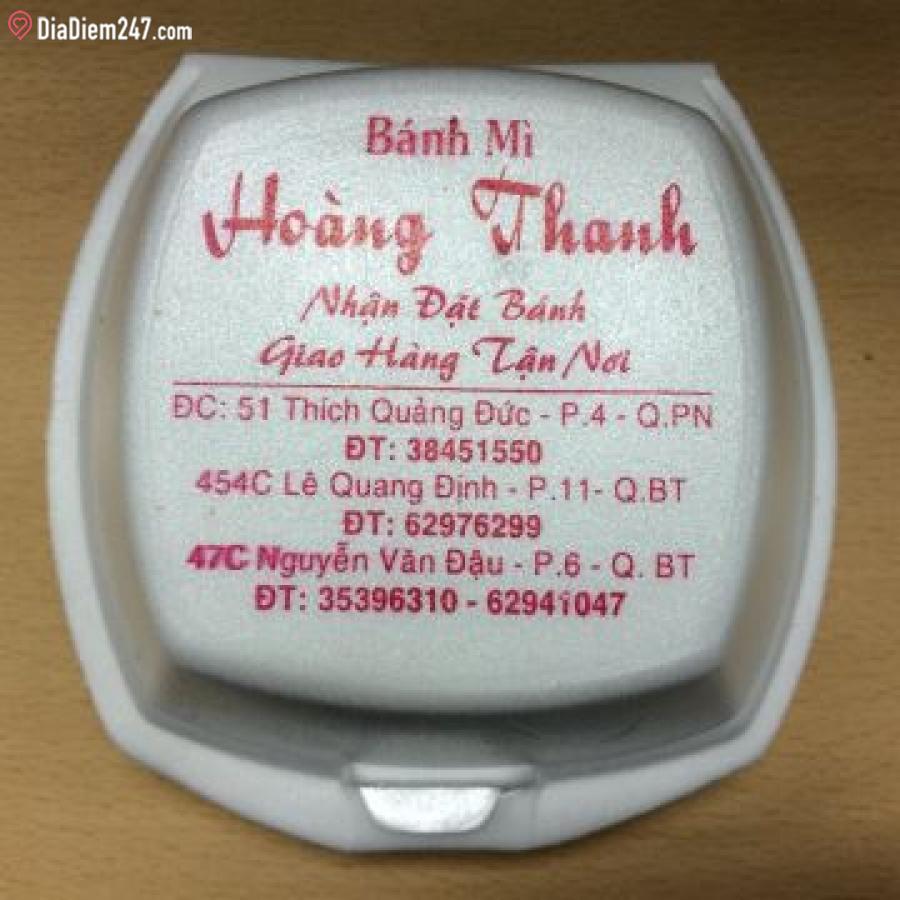 DiaDiem247.com
Bánh Mì
Hoàng Thanh
Nhận Đặt Bánh
Giao Hàng Tận Nơi
ĐC: 51 Thích Quảng Đức - P.4 - Q.PN
ĐT: 38451550
454C Lê Quang Định - P.11- Q.BT
ĐT: 62976299
47C Nguyễn Văn Đậu - P.6 - Q. BT
ĐT: 35396310 - 62941047